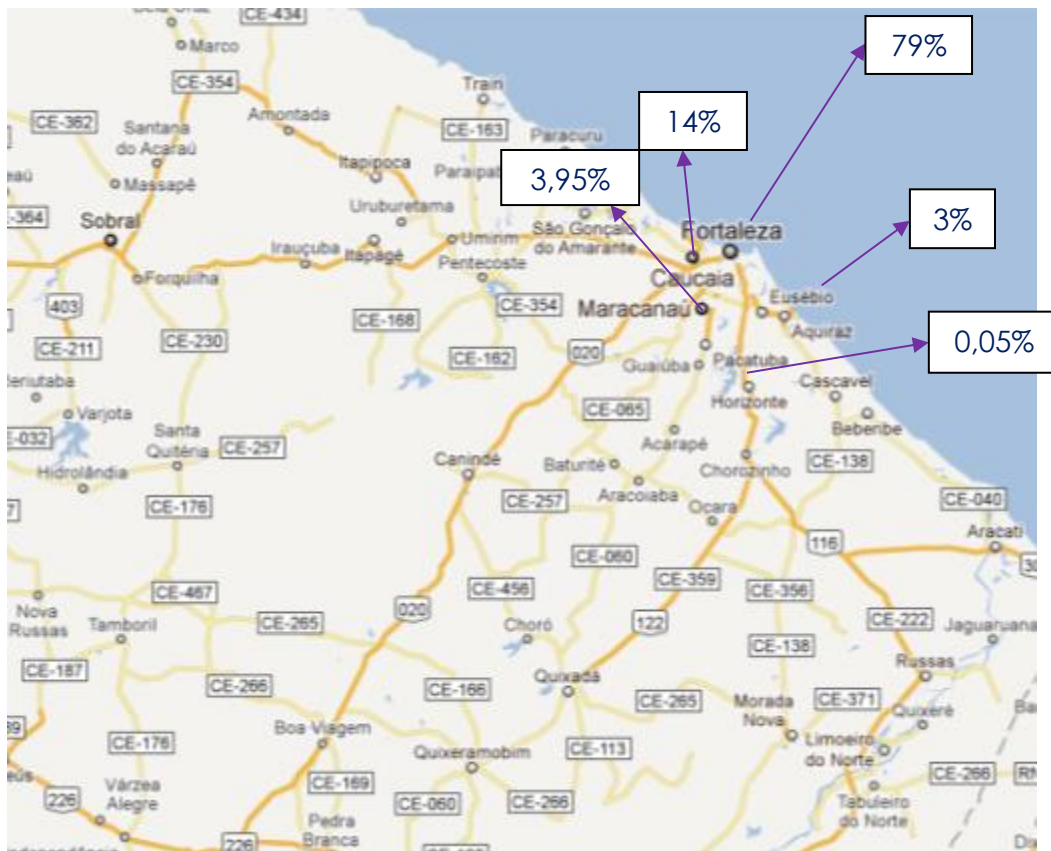 CE-434
Marco
79%
CE-354
Trairi
Amontada
CE-362
CE-163
14%
Santana
do Acaraú
Paracuru
Itapipoca
3,95%
Massapê
Uruburetama
3%
-364
Sobral
São Gonçalo
do Amarante
Fortaleza
Umirim
Irauçuba
Itapagé
Pentecoste
Caucaia
Forquilha
Eusébio
403
CE-354
Maracanaú
CE-168
Aquiraz
CE-230
0,05%
CE-211
020
CE-162
Guaiúba
Pacatuba
Cascavel
Varjota
CE-065
Horizonte
Beberibe
-032
Santa
Quitéria
CE-257
Acarapé
Canindé
Baturité
Chorozinho
CE-138
Hidrolândia
Aracoiaba
CE-040
CE-176
CE-257
Ocara
Aracati
116
CE-060
CE-359
CE-467
CE-456
CE-356
Nova
Russas
Tamboril
020
CE-265
Choró
122
CE-222
Jaguaruana
CE-138
CE-187
Russas
CE-266
CE-166
Quixadá
CE-265
Morada
Nova
CE-371
Quixeré
Boa Viagem
CE-176
Quixeramobim
CE-113
Limoeiro
do Norte
CE-169
CE-266
RN
226
Várzea
Alegre
CE-060
CE-266
Tabuleiro
do Norte
Pedra
Branca
226